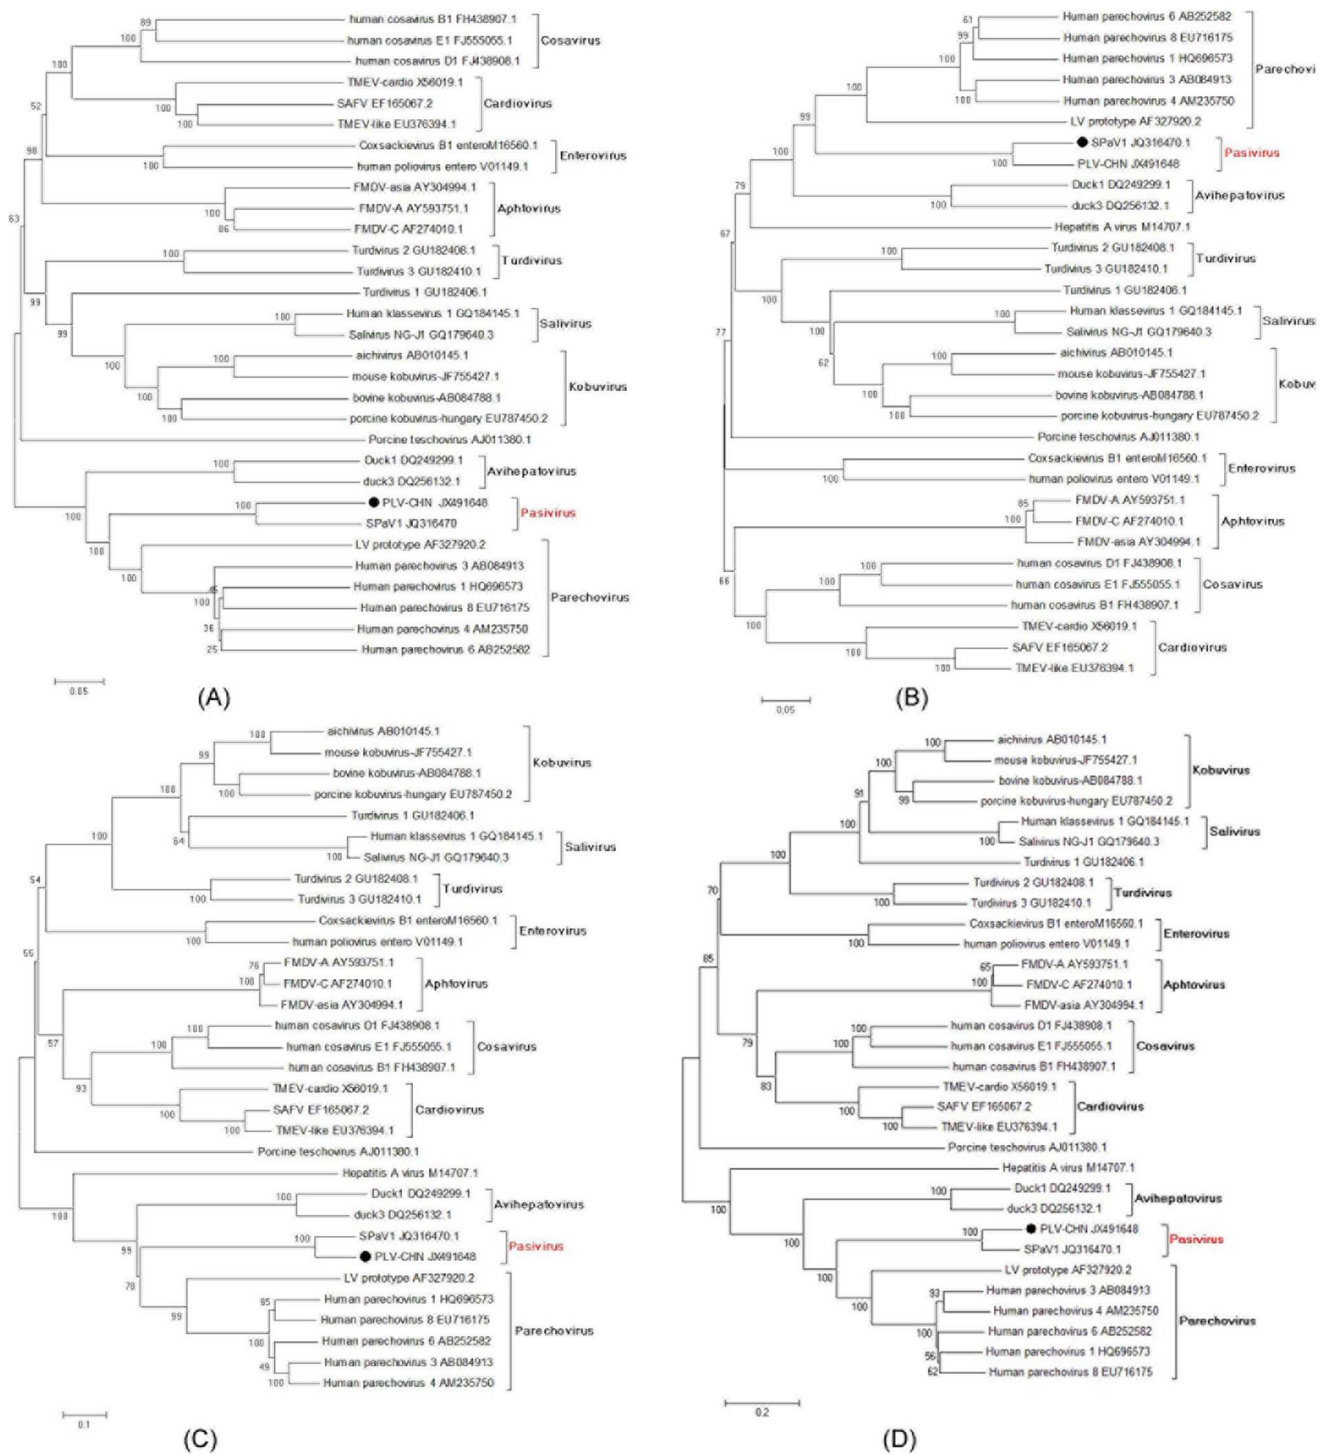 human cosavirus B1 FH438907.1
human cosavirus E1 FJ555055.1
human cosavirus D1 FJ438908.1
Cosavirus
TMEV-cardio X56019.1
SAFV EF165067.2
TMEV-like EU376394.1
Cardiovirus
Coxsackievirus B1 enteroM16560.1
human poliovirus entero V01149.1
Enterovirus
FMDV-asia AY304994.1
FMDV-A AY593751.1
FMDV-C AF274010.1
Aphtovirus
Turdivirus 2 GU182408.1
Turdivirus 3 GU182410.1
Turdivirus
Turdivirus 1 GU182406.1
Human klassevirus 1 GQ184145.1
Salivirus NG-J1 GQ179640.3
Salivirus
aichivirus AB010145.1
mouse kobuvirus-JF755427.1
bovine kobuvirus-AB084788.1
porcine kobuvirus-hungary EU787450.2
Kobuvirus
Porcine teschovirus AJ011380.1
Duck1 DQ249299.1
duck3 DQ256132.1
Avihepatovirus
PLV-CHN JX491648
SPaV1 JQ316470
Pasivirus
LV prototype AF327920.2
Human parechovirus 3 AB084913
Human parechovirus 1 HQ696573
Human parechovirus 8 EU716175
Human parechovirus 4 AM235750
Human parechovirus 6 AB252582
Parechovirus
89
100
100
100
100
52
100
98
100
86
63
100
99
99
100
100
100
100
100
100
100
100
100
100
100
36
25
0.05
(A)
Human parechovirus 6 AB252582
Human parechovirus 8 EU716175
Human parechovirus 1 HQ696573
Human parechovirus 3 AB084913
Human parechovirus 4 AM235750
LV prototype AF327920.2
Parechovi
SPaV1 JQ316470.1
PLV-CHN JX491648
Pasivirus
Duck1 DQ249299.1
duck3 DQ256132.1
Avihepatovirus
Hepatitis A virus M14707.1
Turdivirus 2 GU182408.1
Turdivirus 3 GU182410.1
Turdivirus
Turdivirus 1 GU182406.1
Human klassevirus 1 GQ184145.1
Salivirus NG-J1 GQ179640.3
Salivirus
aichivirus AB010145.1
mouse kobuvirus-JF755427.1
bovine kobuvirus-AB084788.1
porcine kobuvirus-hungary EU787450.2
Kobuv
Porcine teschovirus AJ011380.1
Coxsackievirus B1 enteroM16560.1
human poliovirus entero V01149.1
Enterovirus
FMDV-A AY593751.1
FMDV-C AF274010.1
FMDV-asia AY304994.1
Aphtovirus
human cosavirus D1 FJ438908.1
human cosavirus E1 FJ555055.1
human cosavirus B1 FH438907.1
Cosavirus
TMEV-cardio X56019.1
SAFV EF165067.2
TMEV-like EU376394.1
Cardiovirus
61
99
100
100
99
100
100
100
79
67
100
100
100
100
62
77
100
100
100
100
85
100
66
100
100
100
100
100
0.05
(B)
aichivirus AB010145.1
mouse kobuvirus-JF755427.1
bovine kobuvirus-AB084788.1
porcine kobuvirus-hungary EU787450.2
Kobuvirus
Turdivirus 1 GU182406.1
Human klassevirus 1 GQ184145.1
Salivirus NG-J1 GQ179640.3
Salivirus
Turdivirus 2 GU182408.1
Turdivirus 3 GU182410.1
Turdivirus
Coxsackievirus B1 enteroM16560.1
human poliovirus entero V01149.1
Enterovirus
FMDV-A AY593751.1
FMDV-C AF274010.1
FMDV-asia AY304994.1
Aphtovirus
human cosavirus D1 FJ438908.1
human cosavirus E1 FJ555055.1
human cosavirus B1 FH438907.1
Cosavirus
TMEV-cardio X56019.1
SAFV EF165067.2
TMEV-like EU376394.1
Cardiovirus
Porcine teschovirus AJ011380.1
Hepatitis A virus M14707.1
Duck1 DQ249299.1
duck3 DQ256132.1
Avihepatovirus
SPaV1 JQ316470.1
PLV-CHN JX491648
Pasivirus
LV prototype AF327920.2
Human parechovirus 1 HQ696573
Human parechovirus 8 EU716175
Human parechovirus 6 AB252582
Human parechovirus 3 AB084913
Human parechovirus 4 AM235750
Parechovirus
100
99
100
100
64
100
100
100
54
100
55
76
100
57
100
100
93
100
100
100
100
99
100
78
99
85
100
49
100
0.1
(C)
aichivirus AB010145.1
mouse kobuvirus-JF755427.1
bovine kobuvirus-AB084788.1
porcine kobuvirus-hungary EU787450.2
Kobuvirus
Human klassevirus 1 GQ184145.1
Salivirus NG-J1 GQ179640.3
Salivirus
Turdivirus 1 GU182406.1
Turdivirus 2 GU182408.1
Turdivirus 3 GU182410.1
Turdivirus
Coxsackievirus B1 enteroM16560.1
human poliovirus entero V01149.1
Enterovirus
FMDV-A AY593751.1
FMDV-C AF274010.1
FMDV-asia AY304994.1
Aphtovirus
human cosavirus D1 FJ438908.1
human cosavirus E1 FJ555055.1
human cosavirus B1 FH438907.1
Cosavirus
TMEV-cardio X56019.1
SAFV EF165067.2
TMEV-like EU376394.1
Cardiovirus
Porcine teschovirus AJ011380.1
Hepatitis A virus M14707.1
Duck1 DQ249299.1
duck3 DQ256132.1
Avihepatovirus
PLV-CHN JX491648
SPaV1 JQ316470.1
Pasivirus
LV prototype AF327920.2
Human parechovirus 3 AB084913
Human parechovirus 4 AM235750
Human parechovirus 6 AB252582
Human parechovirus 1 HQ696573
Human parechovirus 8 EU716175
Parechovirus
100
100
99
91
100
100
100
100
70
100
85
65
100
79
100
100
83
100
100
100
100
100
100
100
100
93
100
56
62
0.2
(D)